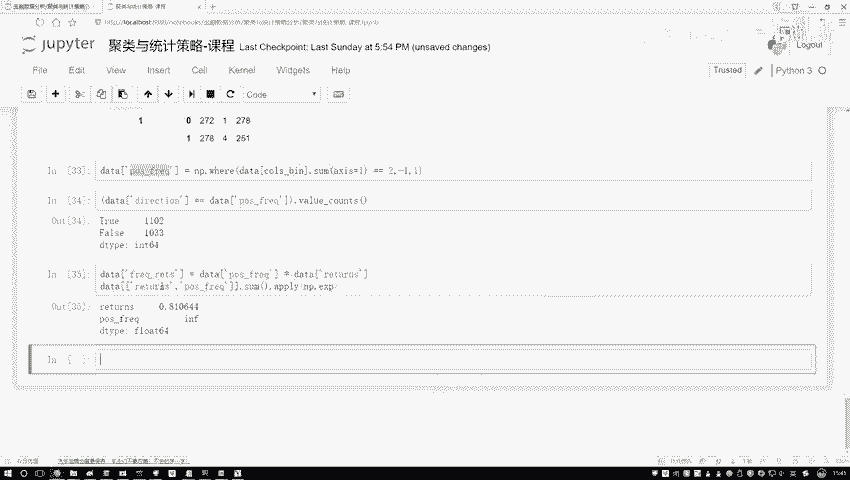 聚类与统计策略-课程
jupyter 聚类与统计策略-课程 Last Checkpoint: Last Sunday at 5:54 PM (unsaved changes)
Logout
File Edit View Insert Cell Kernel Widgets Help
Trusted Python 3
Code
1 0 272 1 278
1 278 4 251
In [33]: data['pos_freq'] = np.where(data[cols_bin].sum(axis=1) == 2,-1,1)
In [34]: (data['direction'] == data['pos_freq']).value_counts()
Out[34]: True 1102
False 1033
dtype: int64
In [35]: data['freq_rets'] = data['pos_freq'] * data['returns']
data[['returns','pos_freq']].sum().apply(np.exp)
Out[35]: returns 0.810644
pos_freq inf
dtype: float64
In [ ]:
15:45